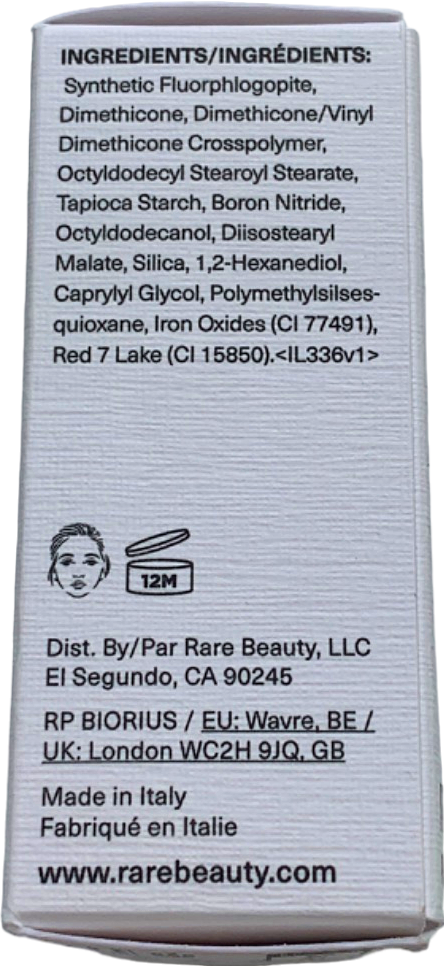 INGREDIENTS/INGRÉDIENTS:
Synthetic Fluorphlogopite,
Dimethicone, Dimethicone/Vinyl
Dimethicone Crosspolymer,
Octyldodecyl Stearoyl Stearate,
Tapioca Starch, Boron Nitride,
Octyldodecanol, Diisostearyl
Malate, Silica, 1,2-Hexanediol,
Caprylyl Glycol, Polymethylsilses-
quioxane, Iron Oxides (CI 77491),
Red 7 Lake (CI 15850).<IL336v1>
12M
Dist. By/Par Rare Beauty, LLC
El Segundo, CA 90245
RP BIORIUS / EU: Wavre, BE /
UK: London WC2H 9JQ, GB
Made in Italy
Fabriqué en Italie
www.rarebeauty.com